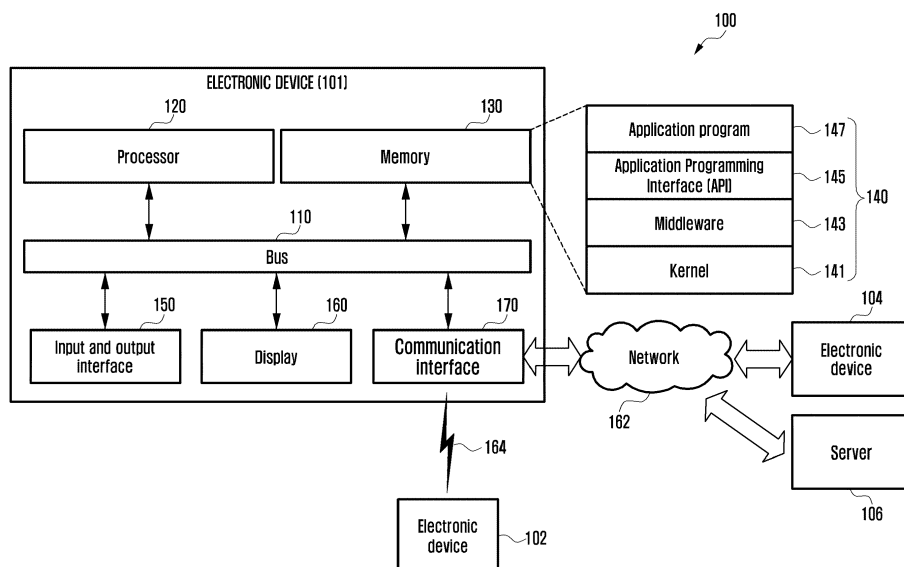 100
ELECTRONIC DEVICE (101)
120
130
Processor
Memory
Application program
147
Application Programming
Interface (API)
145
140
Middleware
143
Kernel
141
110
Bus
150
160
170
Input and output
interface
Display
Communication
interface
Network
162
104
Electronic
device
164
Server
106
Electronic
device
102